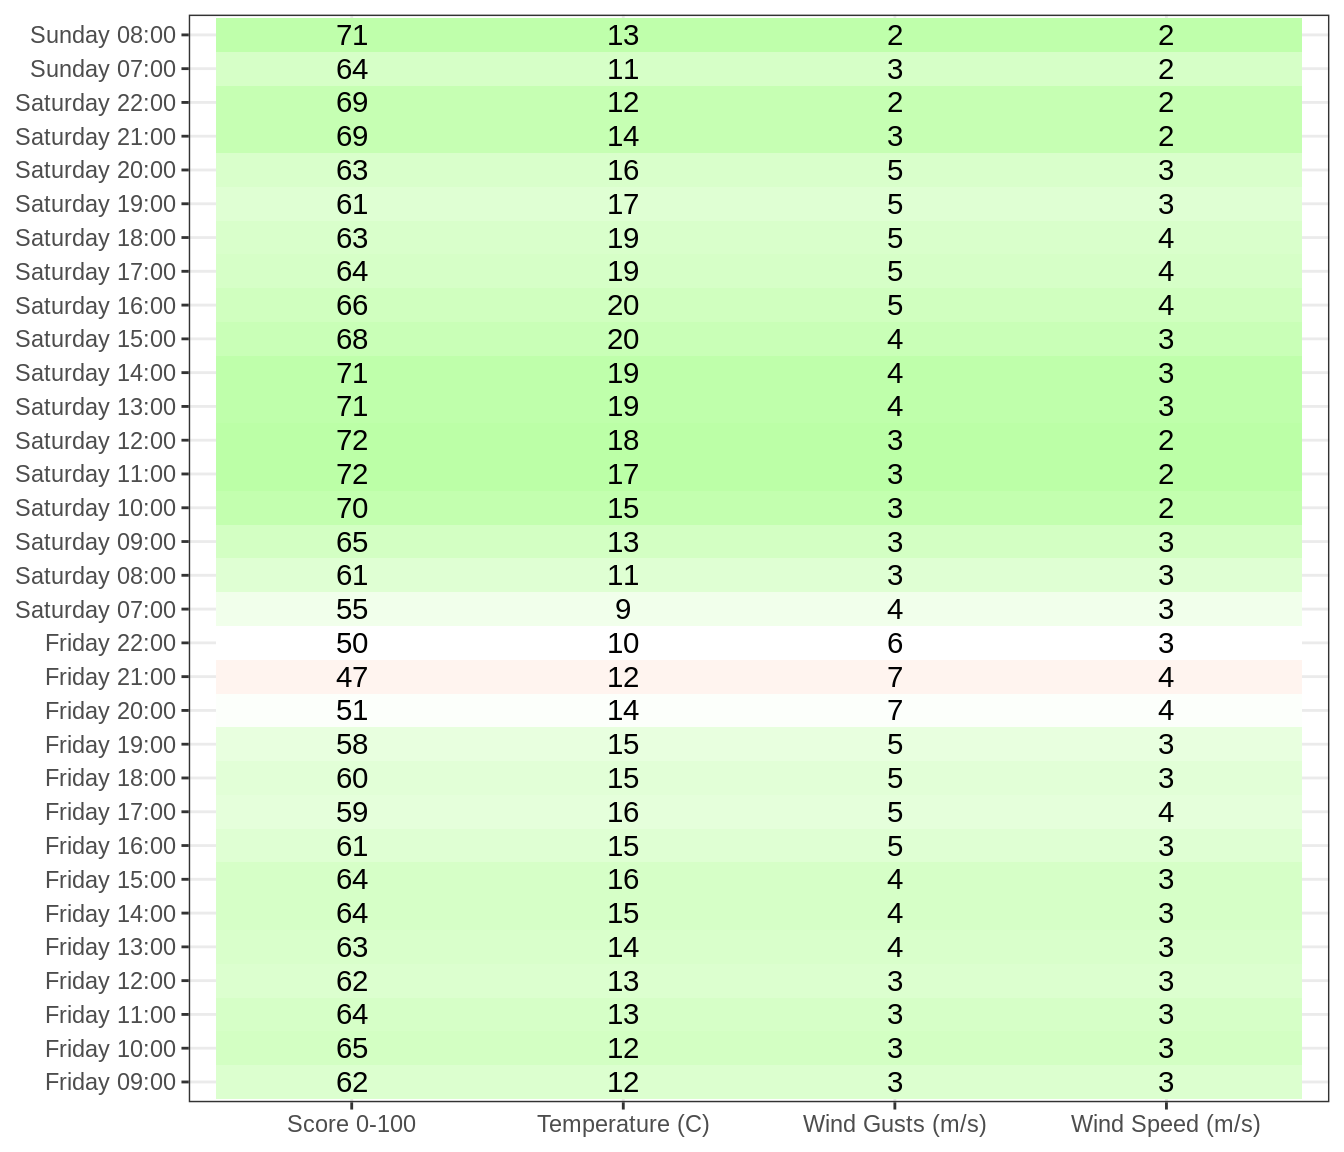 Sunday 08:00 71 13 2 2
Sunday 07:00 64 11 3 2
Saturday 22:00 69 12 2 2
Saturday 21:00 69 14 3 2
Saturday 20:00 63 16 5 3
Saturday 19:00 61 17 5 3
Saturday 18:00 63 19 5 4
Saturday 17:00 64 19 5 4
Saturday 16:00 66 20 5 4
Saturday 15:00 68 20 4 3
Saturday 14:00 71 19 4 3
Saturday 13:00 71 19 4 3
Saturday 12:00 72 18 3 2
Saturday 11:00 72 17 3 2
Saturday 10:00 70 15 3 2
Saturday 09:00 65 13 3 3
Saturday 08:00 61 11 3 3
Saturday 07:00 55 9 4 3
Friday 22:00 50 10 6 3
Friday 21:00 47 12 7 4
Friday 20:00 51 14 7 4
Friday 19:00 58 15 5 3
Friday 18:00 60 15 5 3
Friday 17:00 59 16 5 4
Friday 16:00 61 15 5 3
Friday 15:00 64 16 4 3
Friday 14:00 64 15 4 3
Friday 13:00 63 14 4 3
Friday 12:00 62 13 3 3
Friday 11:00 64 13 3 3
Friday 10:00 65 12 3 3
Friday 09:00 62 12 3 3
Score 0-100 Temperature (C) Wind Gusts (m/s) Wind Speed (m/s)